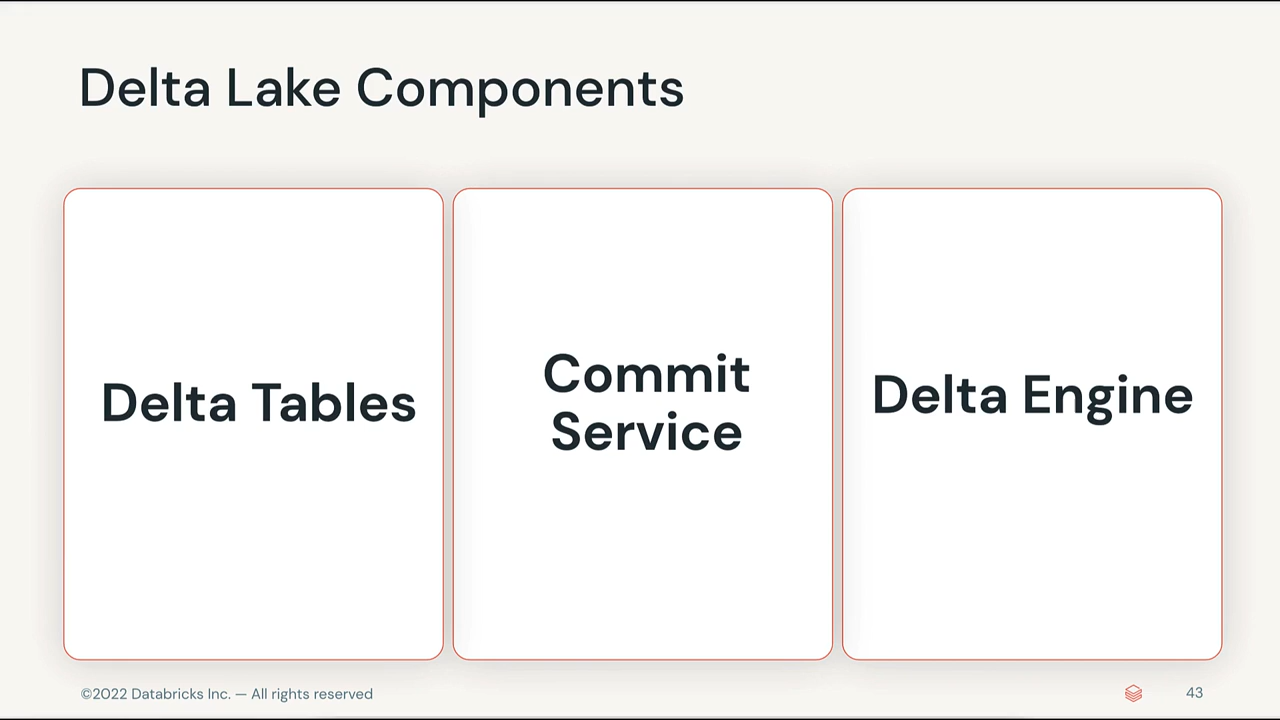 Delta Lake Components
Delta Tables
Commit
Service
Delta Engine
©2022 Databricks Inc. — All rights reserved
43